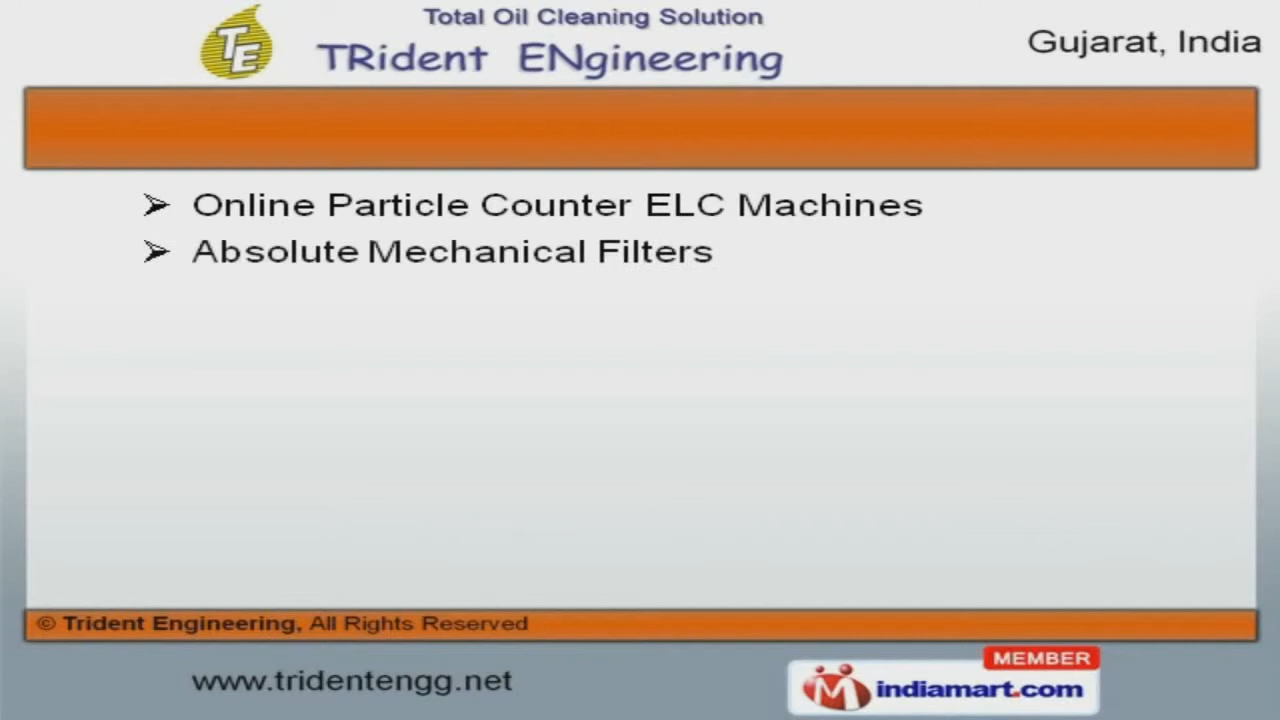 Total Oil Cleaning Solution
TE
TRident ENgineering
Gujarat, India
➢ Online Particle Counter ELC Machines
➢ Absolute Mechanical Filters
© Trident Engineering, All Rights Reserved
www.tridentengg.net
MEMBER
indiamart.com